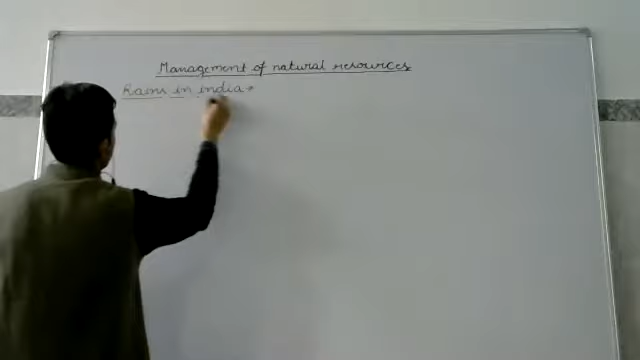 Management of natural resources
Rains in india →